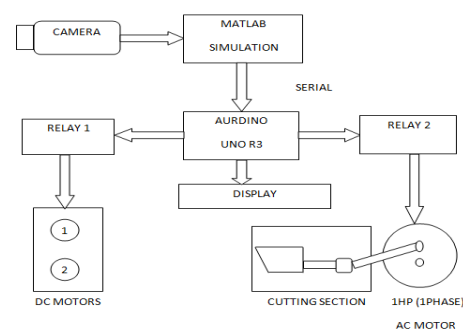 CAMERA
MATLAB
SIMULATION
SERIAL
RELAY 1
AURDINO
UNO R3
RELAY 2
DISPLAY
1
2
DC MOTORS
CUTTING SECTION
1HP (1PHASE)
AC MOTOR